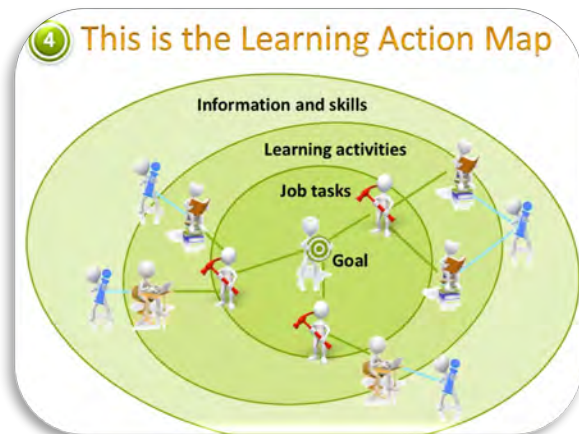 4 This is the Learning Action Map
Information and skills
Learning activities
Job tasks
Goal